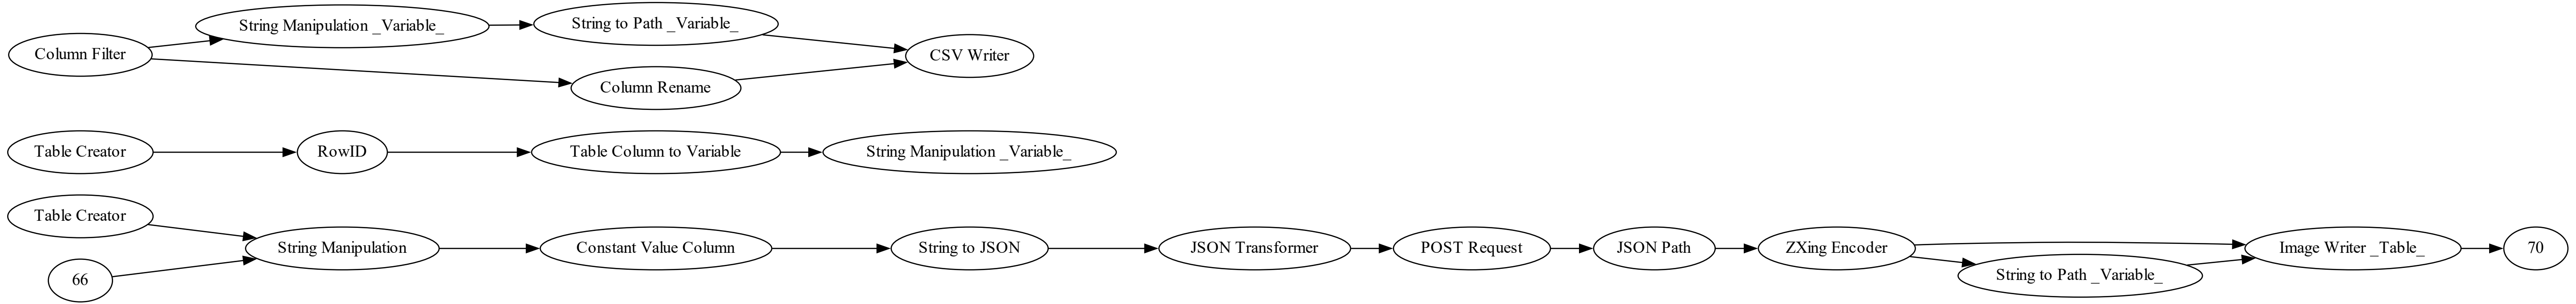 Column Filter
String Manipulation _Variable_
String to Path _Variable_
Column Rename
CSV Writer
Table Creator
RowID
Table Column to Variable
String Manipulation _Variable_
Table Creator
66
String Manipulation
Constant Value Column
String to JSON
JSON Transformer
POST Request
JSON Path
ZXing Encoder
String to Path _Variable_
Image Writer _Table_
70